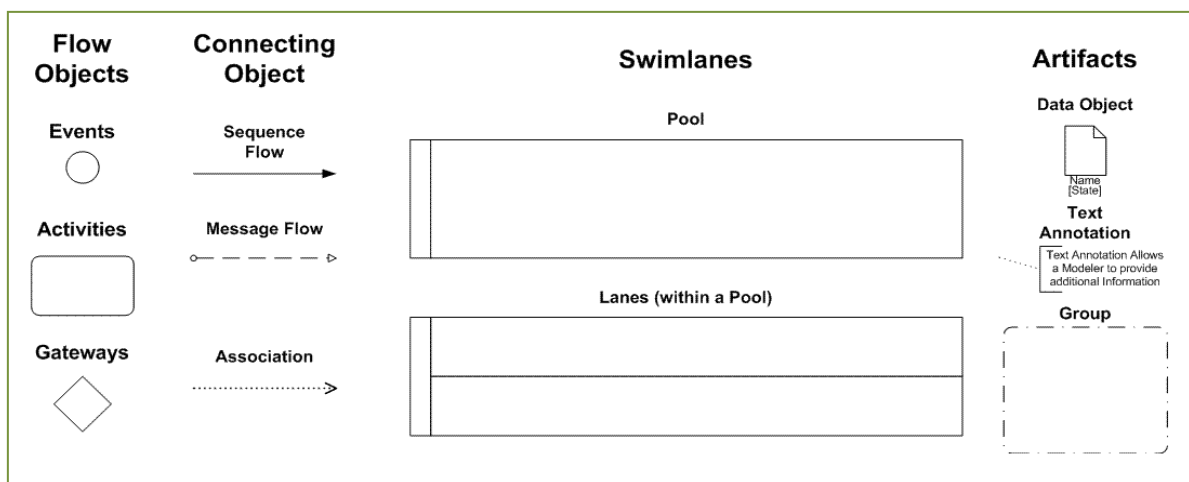 Flow
Objects
Events
Activities
Gateways
Connecting
Object
Sequence
Flow
Message Flow
Association
Swimlanes
Pool
Lanes (within a Pool)
Artifacts
Data Object
Name
[State]
Text
Annotation
Text Annotation Allows
a Modeler to provide
additional Information
Group